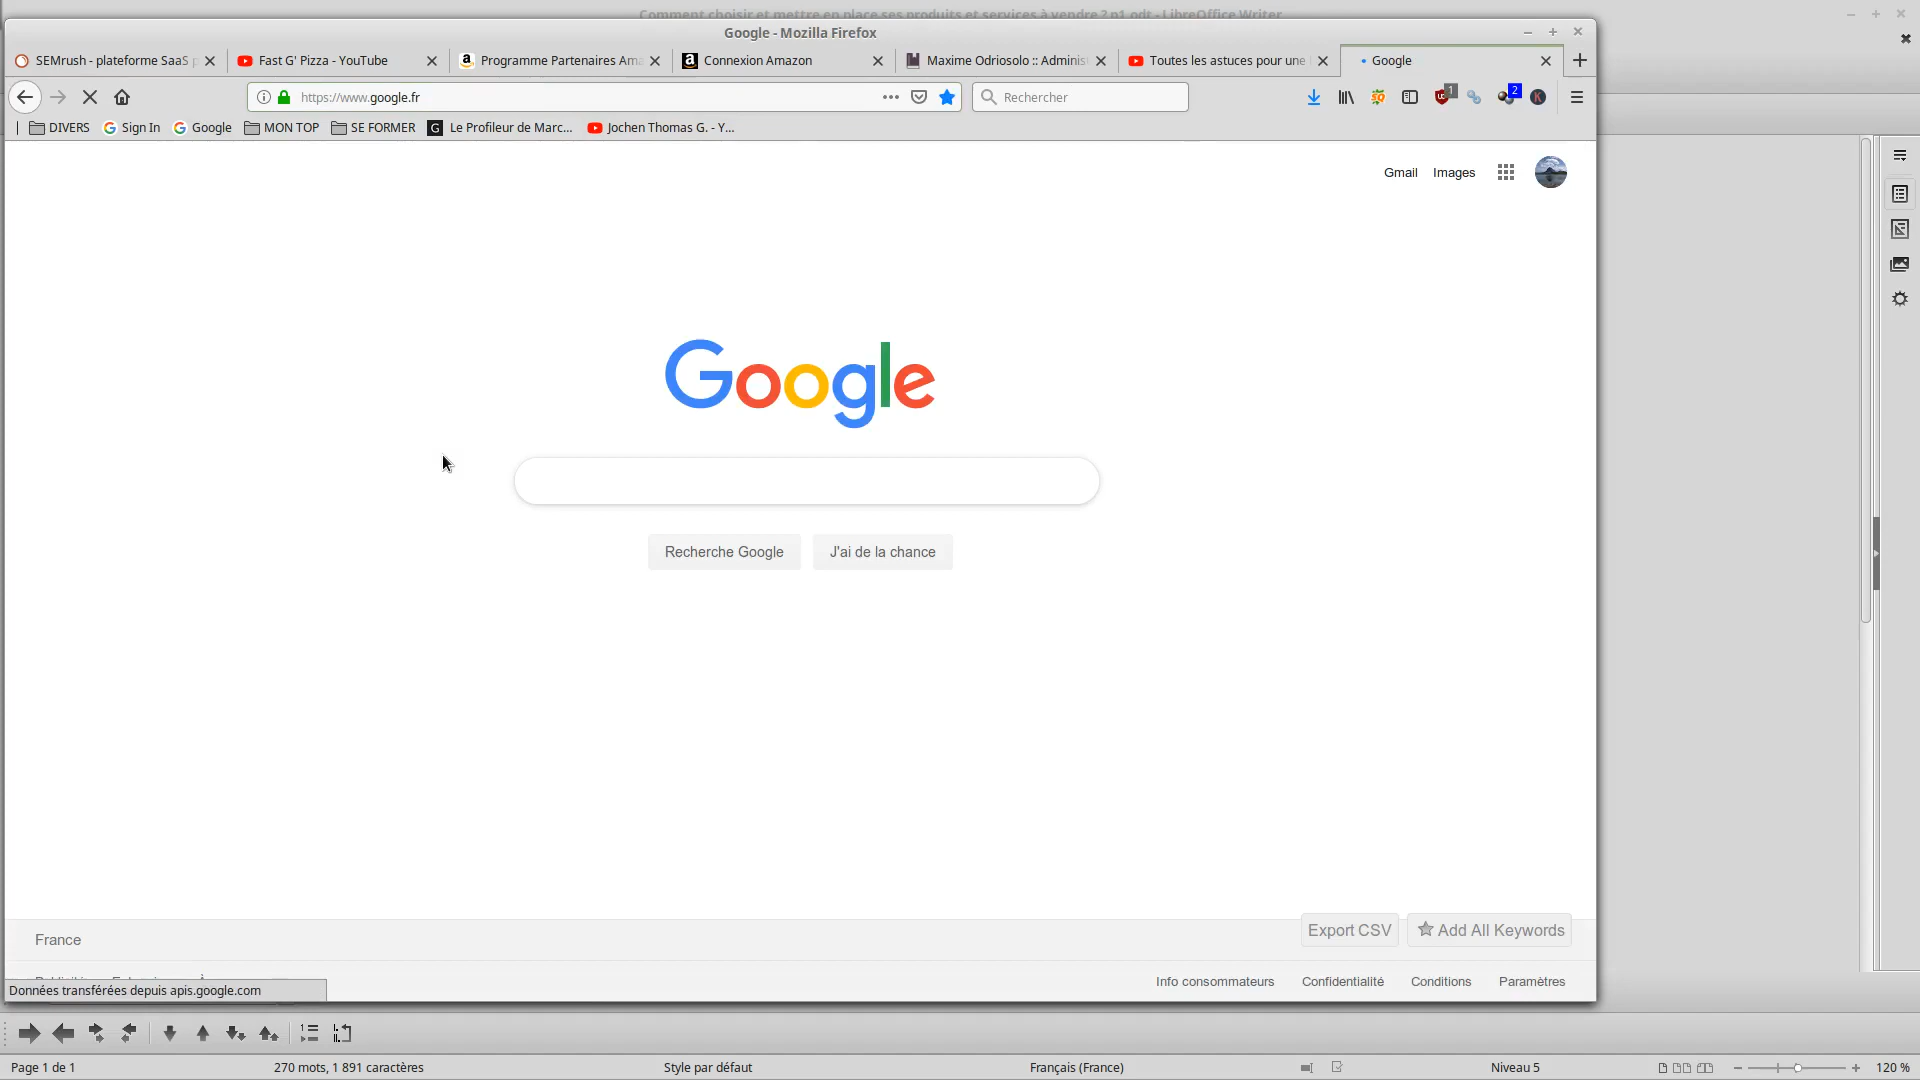 Comment choisir et mettre en place ses produits et services à vendre ? p1.odt - LibreOffice Writer
Google - Mozilla Firefox
SEMrush - plateforme SaaS p
Fast G' Pizza - YouTube
Programme Partenaires Ama
Connexion Amazon
Maxime Odriosolo :: Adminis
Toutes les astuces pour une
Google
https://www.google.fr
Rechercher
1
2
DIVERS
Sign In
Google
MON TOP
SE FORMER
Le Profileur de Marc...
Jochen Thomas G. - Y...
Gmail
Images
Google
Recherche Google
J'ai de la chance
Export CSV
Add All Keywords
France
Info consommateurs
Confidentialité
Conditions
Paramètres
Données transférées depuis apis.google.com
Page 1 de 1
270 mots, 1 891 caractères
Style par défaut
Français (France)
Niveau 5
120 %